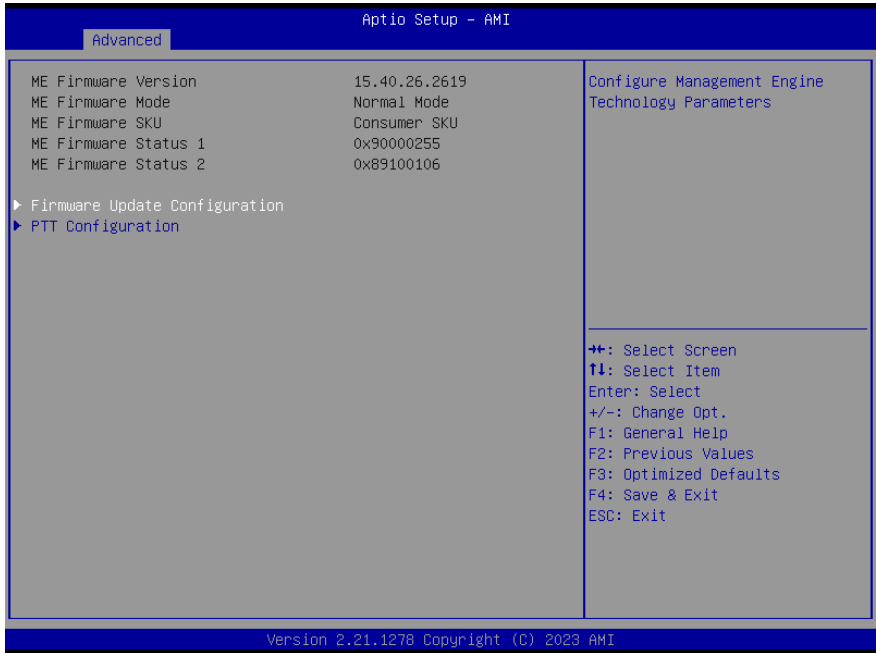 Aptio Setup - AMI
Advanced
ME Firmware Version 15.40.26.2619
ME Firmware Mode Normal Mode
ME Firmware SKU Consumer SKU
ME Firmware Status 1 0x90000255
ME Firmware Status 2 0x89100106
Firmware Update Configuration
PTT Configuration
Configure Management Engine
Technology Parameters
→←: Select Screen
↑↓: Select Item
Enter: Select
+/-: Change Opt.
F1: General Help
F2: Previous Values
F3: Optimized Defaults
F4: Save & Exit
ESC: Exit
Version 2.21.1278 Copyright (C) 2023 AMI